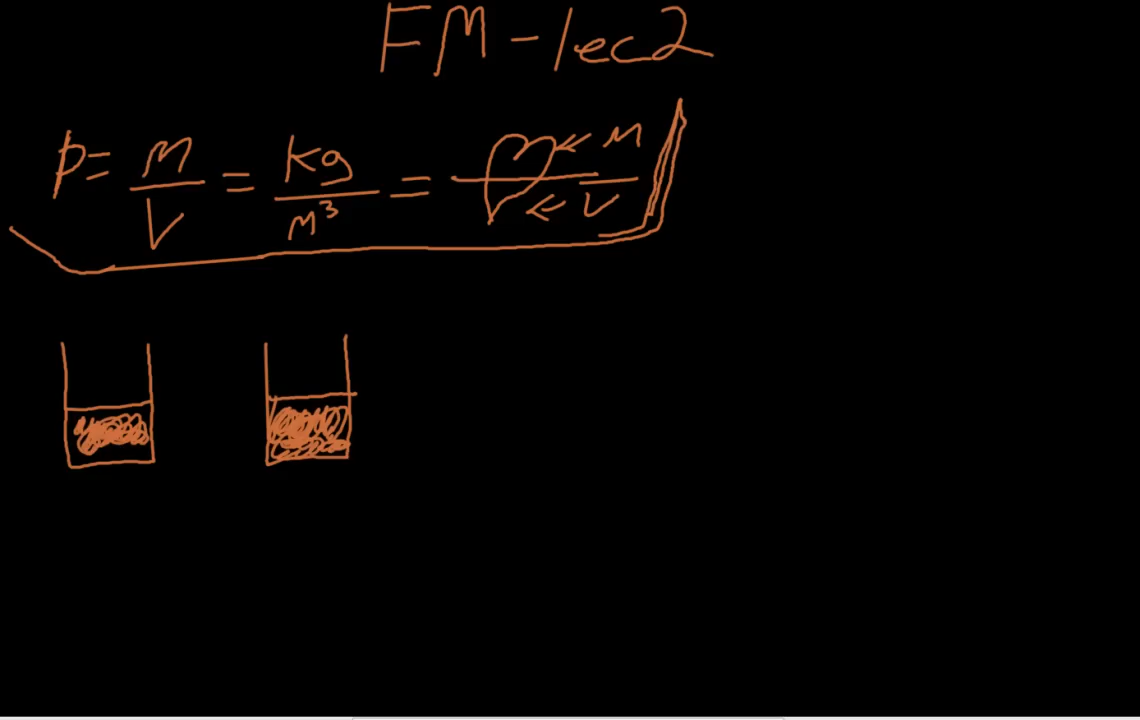 FM - lec2
ρ = M/V = kg/m³ = M/V ← M ← V